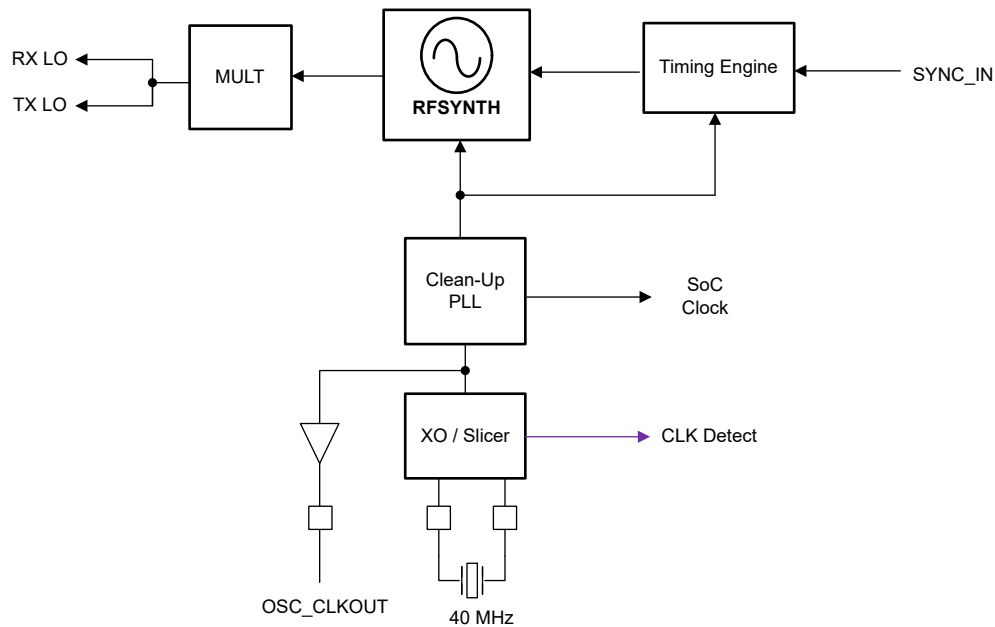 RX LO
TX LO
MULT
RFSYNTH
Timing Engine
SYNC_IN
Clean-Up
PLL
SoC
Clock
XO / Slicer
CLK Detect
OSC_CLKOUT
40 MHz